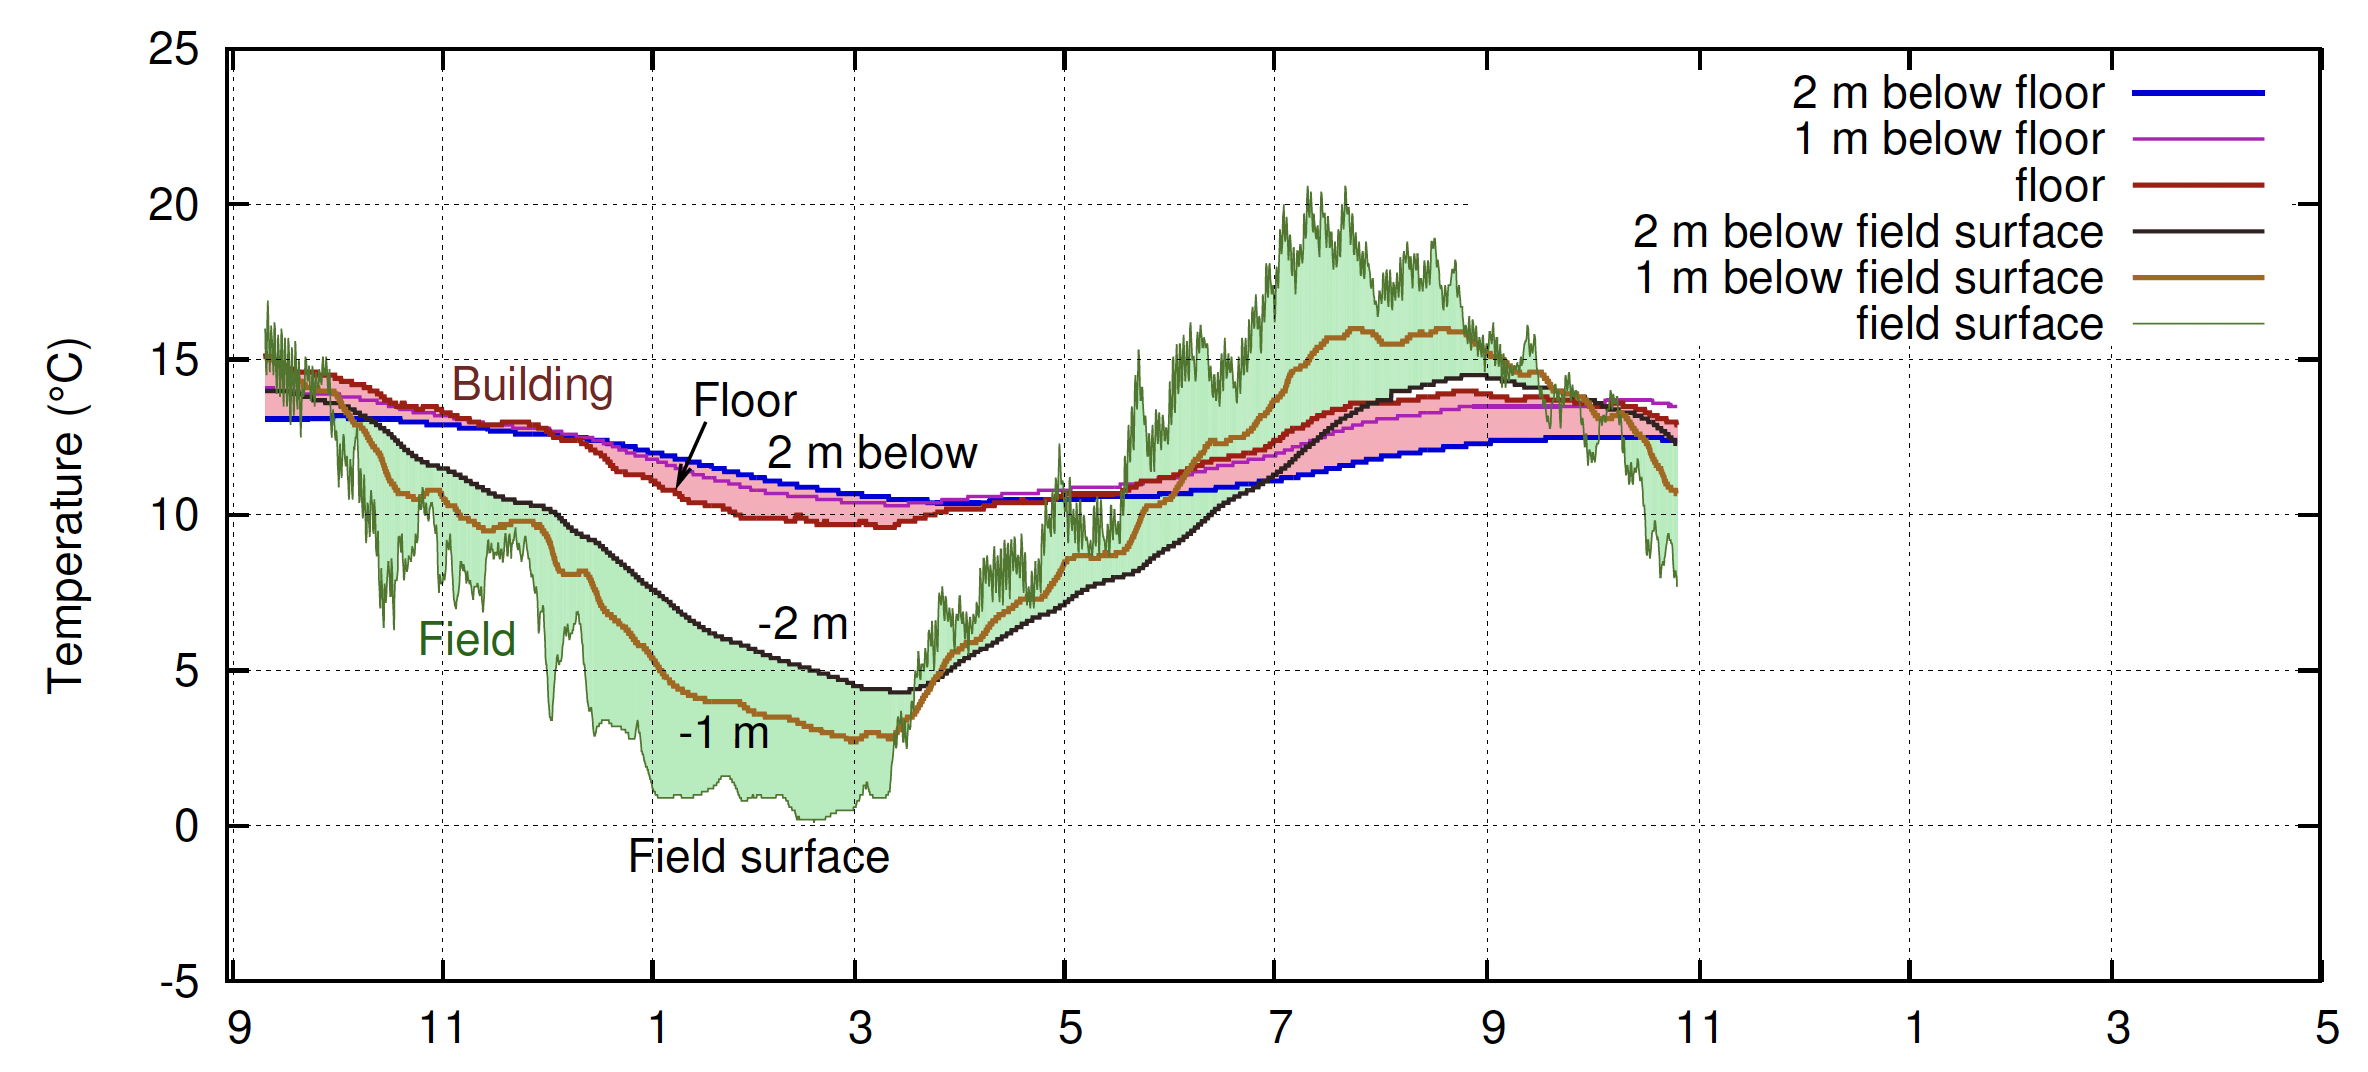 25
20
15
10
5
0
-5
Temperature (°C)
2 m below floor
1 m below floor
floor
2 m below field surface
1 m below field surface
field surface
Building
Floor
2 m below
-2 m
Field
-1 m
Field surface
9 11 1 3 5 7 9 11 1 3 5